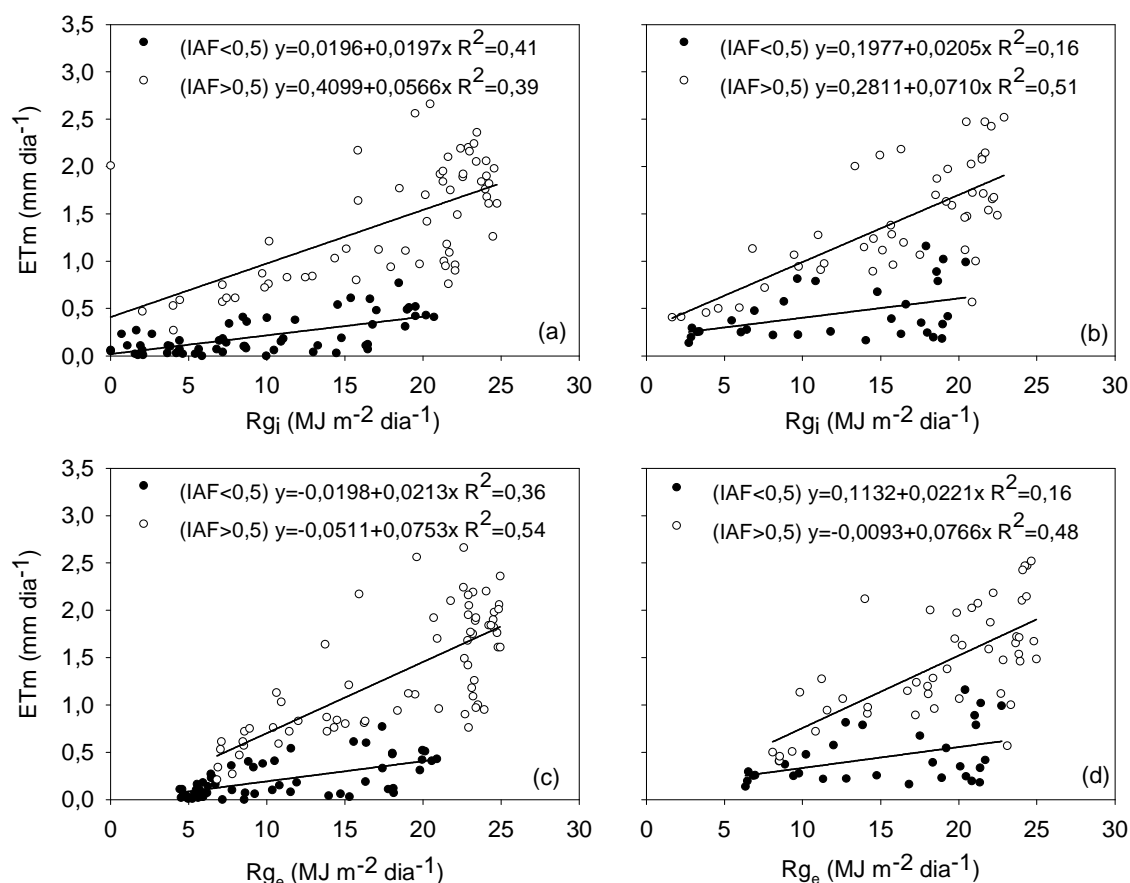 3,5
3,0
2,5
2,0
1,5
1,0
0,5
0,0
ETm (mm dia-1)
(IAF<0,5) y=0,0196+0,0197x R2=0,41
(IAF>0,5) y=0,4099+0,0566x R2=0,39
(a)
0 5 10 15 20 25 30
Rgi (MJ m-2 dia-1)
(IAF<0,5) y=0,1977+0,0205x R2=0,16
(IAF>0,5) y=0,2811+0,0710x R2=0,51
(b)
0 5 10 15 20 25 30
Rgi (MJ m-2 dia-1)
3,5
3,0
2,5
2,0
1,5
1,0
0,5
0,0
ETm (mm dia-1)
(IAF<0,5) y=-0,0198+0,0213x R2=0,36
(IAF>0,5) y=-0,0511+0,0753x R2=0,54
(c)
0 5 10 15 20 25 30
Rge (MJ m-2 dia-1)
(IAF<0,5) y=0,1132+0,0221x R2=0,16
(IAF>0,5) y=-0,0093+0,0766x R2=0,48
(d)
0 5 10 15 20 25 30
Rge (MJ m-2 dia-1)